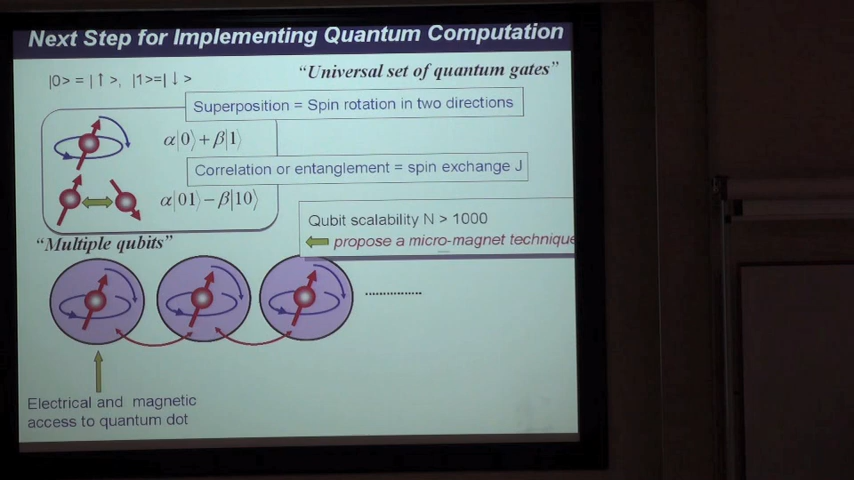 Next Step for Implementing Quantum Computation
|0> = | ↑ >, |1>=| ↓ >
“Universal set of quantum gates”
Superposition = Spin rotation in two directions
α|0⟩+β|1⟩
Correlation or entanglement = spin exchange J
α|01⟩−β|10⟩
Qubit scalability N > 1000
propose a micro-magnet technique
“Multiple qubits”
................
Electrical and magnetic
access to quantum dot